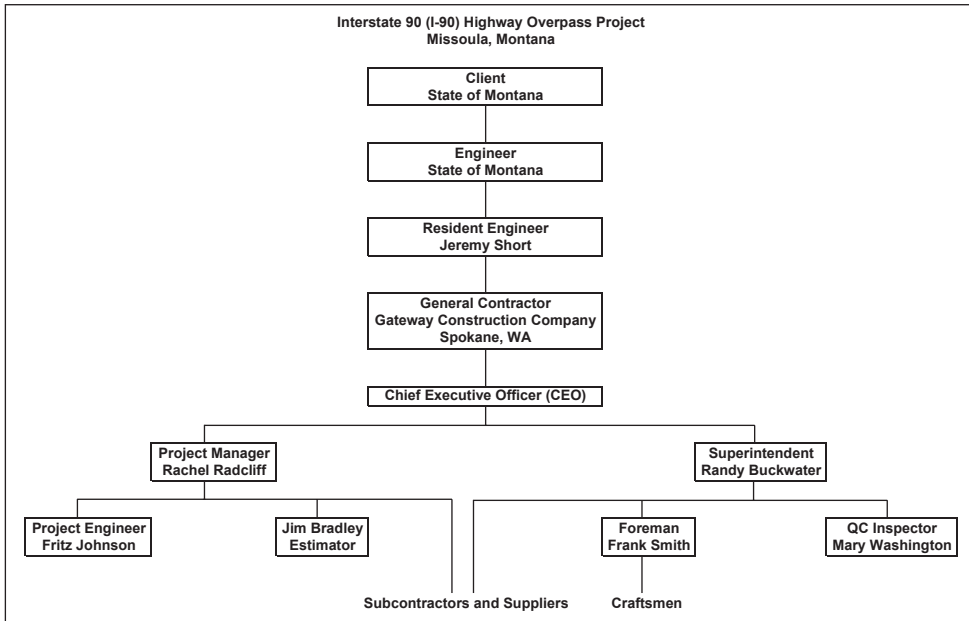 Interstate 90 (I-90) Highway Overpass Project
Missoula, Montana
Client
State of Montana
Engineer
State of Montana
Resident Engineer
Jeremy Short
General Contractor
Gateway Construction Company
Spokane, WA
Chief Executive Officer (CEO)
Project Manager
Rachel Radcliff
Superintendent
Randy Buckwater
Project Engineer
Fritz Johnson
Jim Bradley
Estimator
Foreman
Frank Smith
QC Inspector
Mary Washington
Subcontractors and Suppliers
Craftsmen